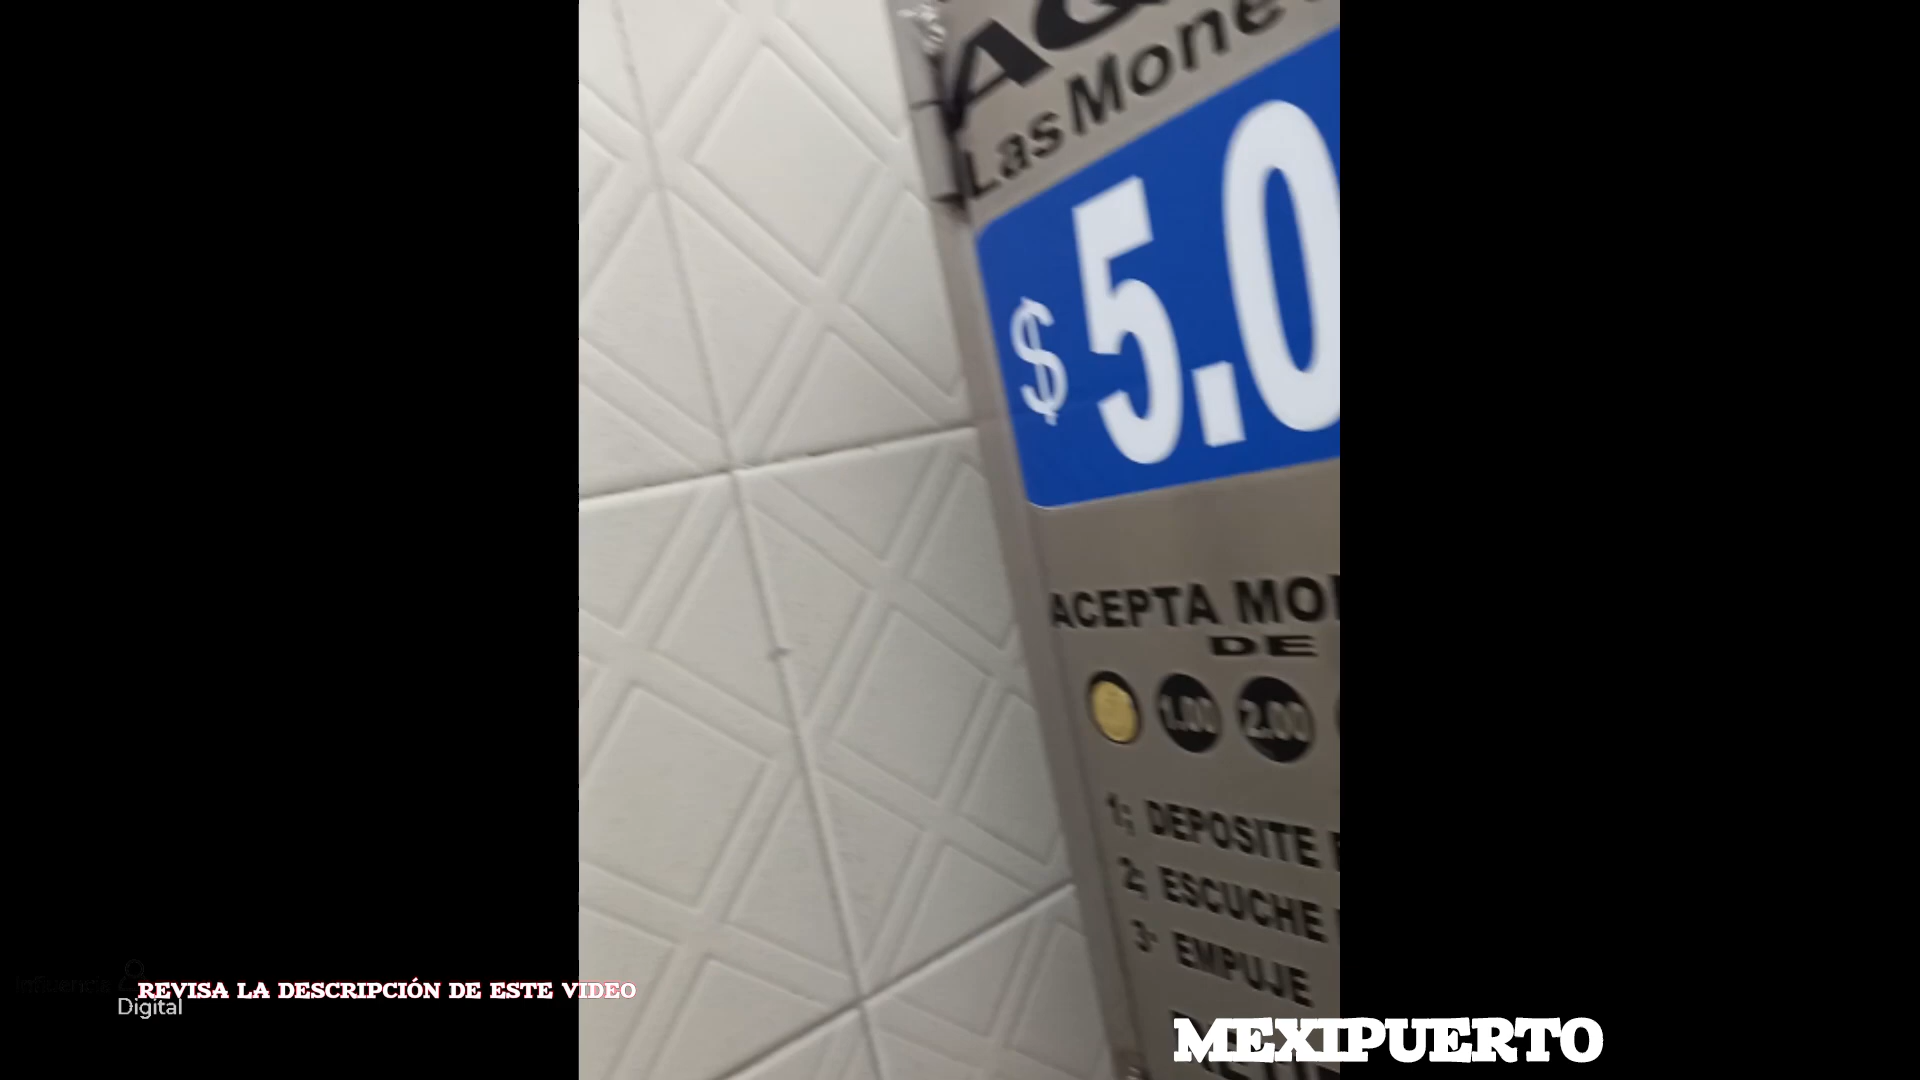 Las Mone
$ 5.0
ACEPTA MO
DE
1.00 2.00
1; DEPOSITE
2; ESCUCHE
3· EMPUJE
REVISA LA DESCRIPCIÓN DE ESTE VIDEO
Digital
MEXIPUERTO